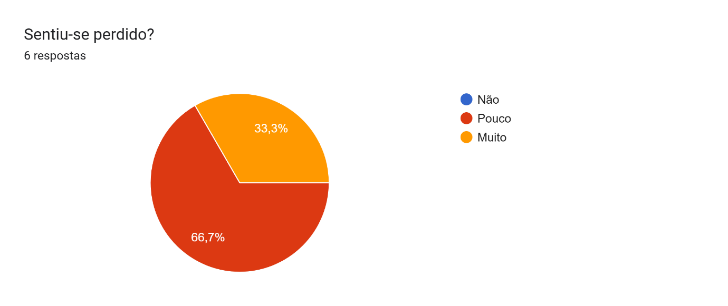 Sentiu-se perdido?
6 respostas
33,3%
66,7%
Não
Pouco
Muito